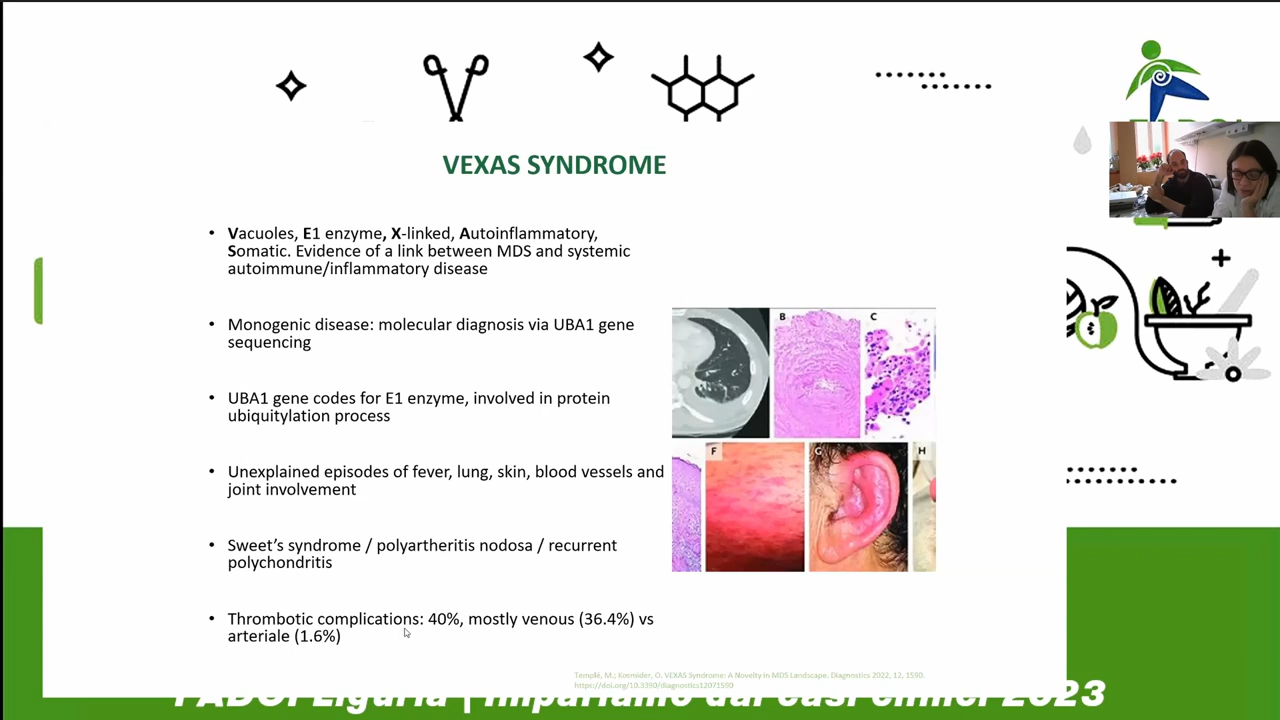 VEXAS SYNDROME
• Vacuoles, E1 enzyme, X-linked, Autoinflammatory,
Somatic. Evidence of a link between MDS and systemic
autoimmune/inflammatory disease
• Monogenic disease: molecular diagnosis via UBA1 gene
sequencing
• UBA1 gene codes for E1 enzyme, involved in protein
ubiquitylation process
• Unexplained episodes of fever, lung, skin, blood vessels and
joint involvement
• Sweet's syndrome / polyartheritis nodosa / recurrent
polychondritis
• Thrombotic complications: 40%, mostly venous (36.4%) vs
arteriale (1.6%)
B
C
F
G
H
Templé, M.; Kosmider, O. VEXAS Syndrome: A Novelty in MDS Landscape. Diagnostics 2022, 12, 1590.
https://doi.org/10.3390/diagnostics12071590
FADOI Liguria | Impariamo dai casi clinici 2023